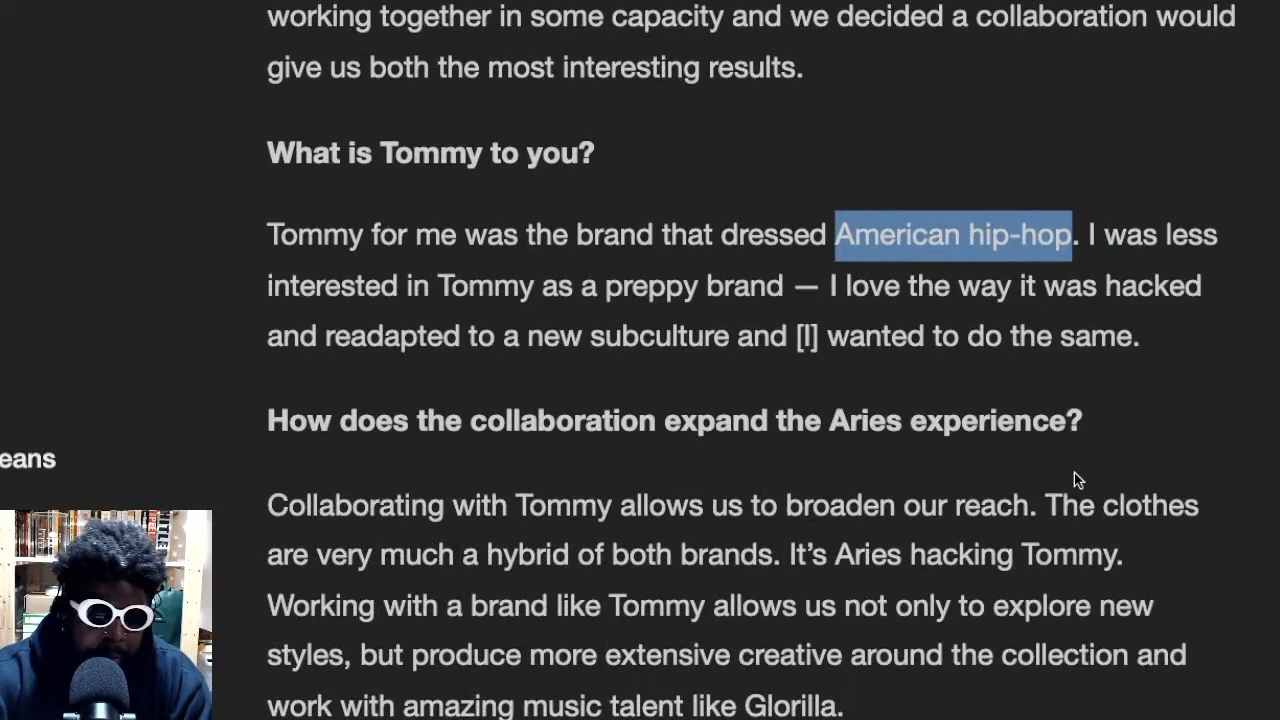 working together in some capacity and we decided a collaboration would
give us both the most interesting results.
What is Tommy to you?
Tommy for me was the brand that dressed American hip-hop. I was less
interested in Tommy as a preppy brand — I love the way it was hacked
and readapted to a new subculture and [I] wanted to do the same.
How does the collaboration expand the Aries experience?
eans
Collaborating with Tommy allows us to broaden our reach. The clothes
are very much a hybrid of both brands. It’s Aries hacking Tommy.
Working with a brand like Tommy allows us not only to explore new
styles, but produce more extensive creative around the collection and
work with amazing music talent like Glorilla.